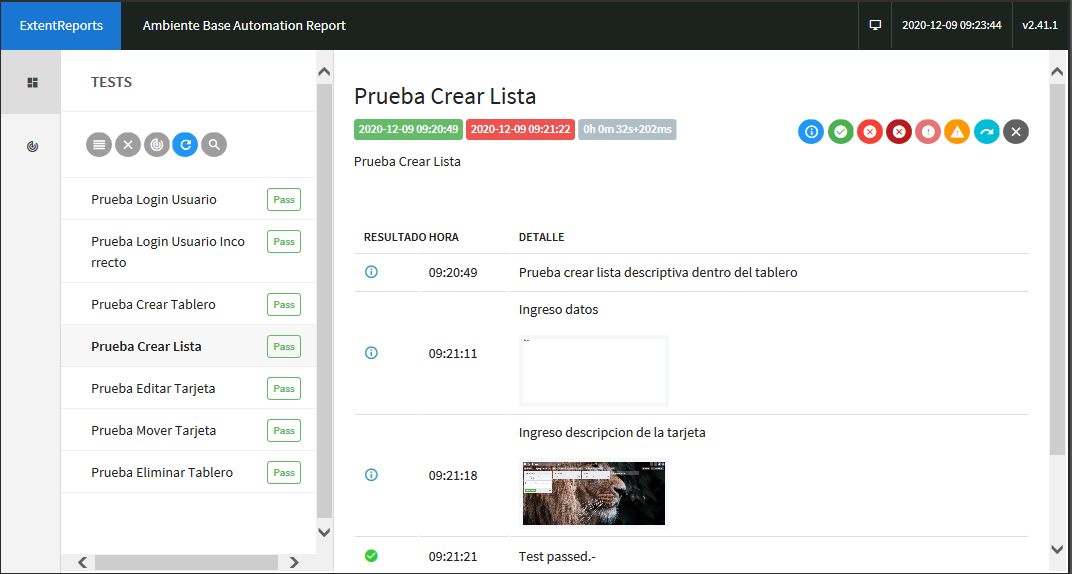 ExtentReports
Ambiente Base Automation Report
2020-12-09 09:23:44
v2.41.1
TESTS
Prueba Login Usuario
Pass
Prueba Login Usuario Inco
rrecto
Pass
Prueba Crear Tablero
Pass
Prueba Crear Lista
Pass
Prueba Editar Tarjeta
Pass
Prueba Mover Tarjeta
Pass
Prueba Eliminar Tablero
Pass
Prueba Crear Lista
2020-12-09 09:20:49 2020-12-09 09:21:22 0h 0m 32s+202ms
Prueba Crear Lista
RESULTADO HORA DETALLE
09:20:49 Prueba crear lista descriptiva dentro del tablero
Ingreso datos
09:21:11
Ingreso descripcion de la tarjeta
09:21:18
09:21:21 Test passed.-